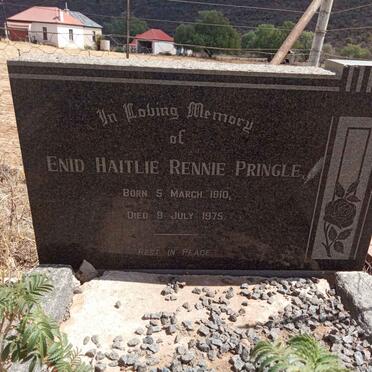 In Loving Memory
of
ENID HAITLIE RENNIE PRINGLE,
BORN 5 MARCH 1910,
DIED 9 JULY 1975
REST IN PEACE